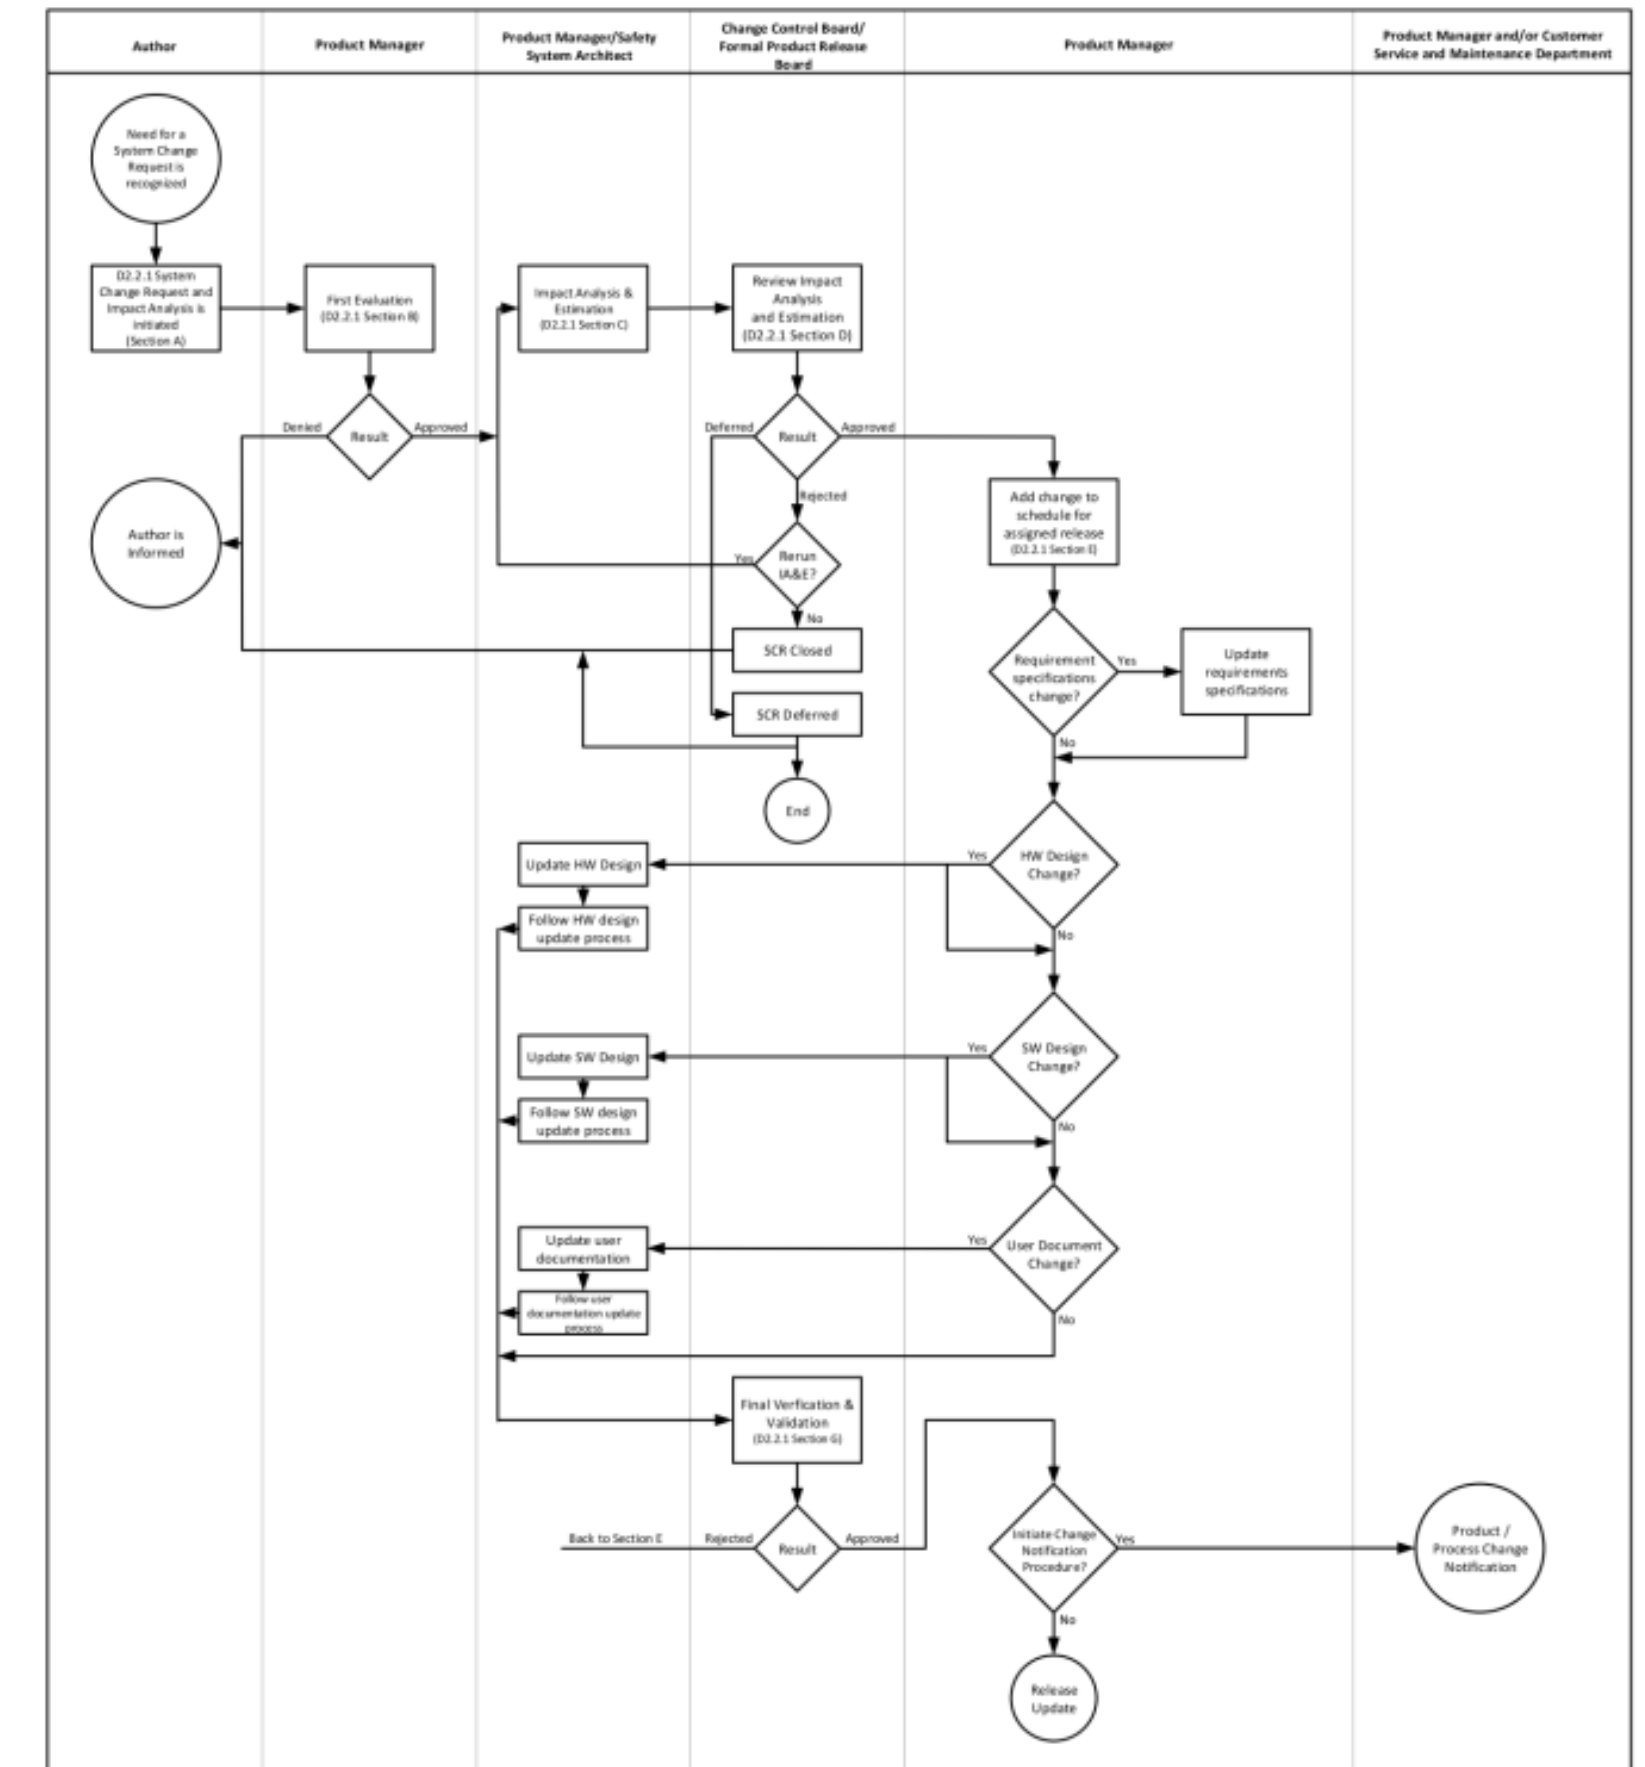 Author
Product Manager
Product Manager/Safety
System Architect
Change Control Board/
Formal Product Release
Board
Product Manager
Product Manager and/or Customer
Service and Maintenance Department
Need for a
System Change
Request is
recognized
D2.2.1 System
Change Request and
Impact Analysis is
initiated
(Section A)
First Evaluation
(D2.2.1 Section B)
Impact Analysis &
Estimation
(D2.2.1 Section C)
Review Impact
Analysis
and Estimation
(D2.2.1 Section D)
Denied
Result
Approved
Deferred
Result
Approved
Rejected
Author is
Informed
Add change to
schedule for
assigned release
(D2.2.1 Section E)
Yes
Rerun
IA&E?
No
SCR Closed
Requirement
specifications
change?
Yes
Update
requirements
specifications
SCR Deferred
No
End
Update HW Design
Yes
HW Design
Change?
Follow HW design
update process
No
Update SW Design
Yes
SW Design
Change?
Follow SW design
update process
No
Update user
documentation
Yes
User Document
Change?
Follow user
documentation update
process
No
Final Verfication &
Validation
(D2.2.1 Section G)
Back to Section E
Rejected
Result
Approved
Initiate Change
Notification
Procedure?
Yes
Product /
Process Change
Notification
No
Release
Update